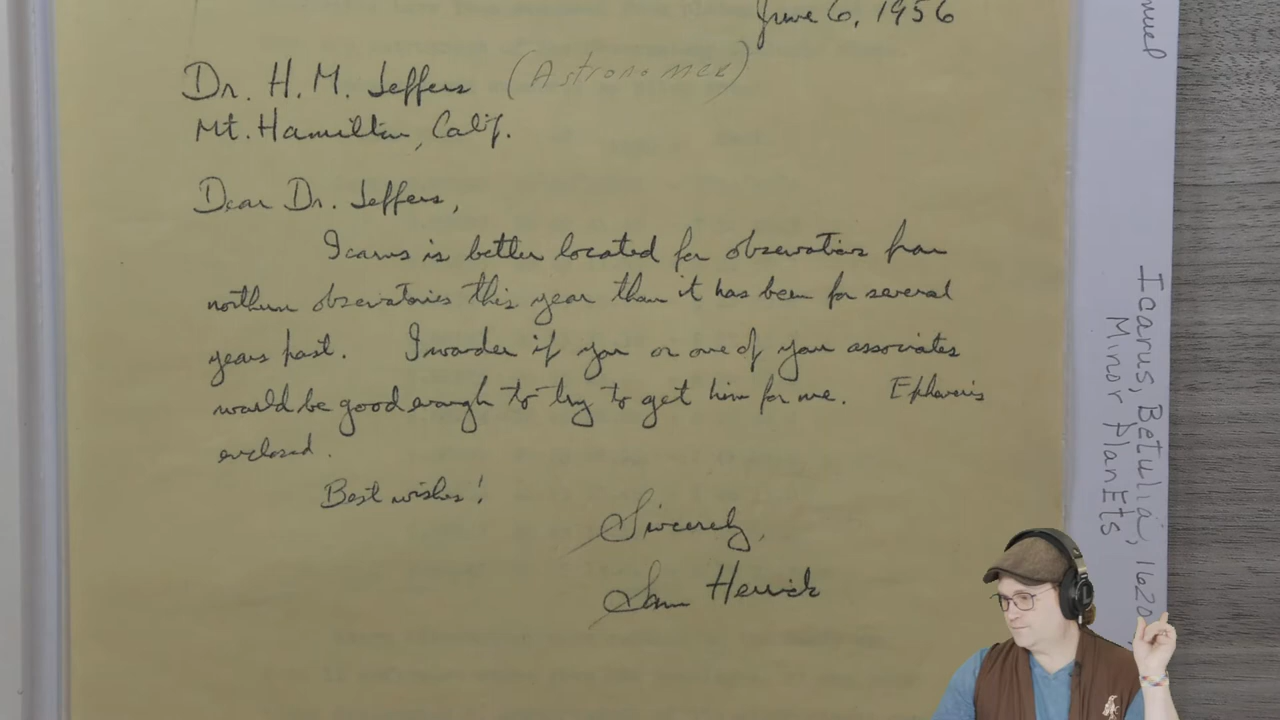 June 6, 1956
Dr. H. M. Jeffers (Astronomer)
Mt. Hamilton, Calif.
Dear Dr. Jeffers,
Icarus is better located for observations from
northern observatories this year than it has been for several
years past. I wonder if you or one of your associates
would be good enough to try to get him for me. Ephemeris
enclosed.
Best wishes!
Sincerely,
Sam Herrick
Icarus, Betulia, 1620
Minor PlanEts